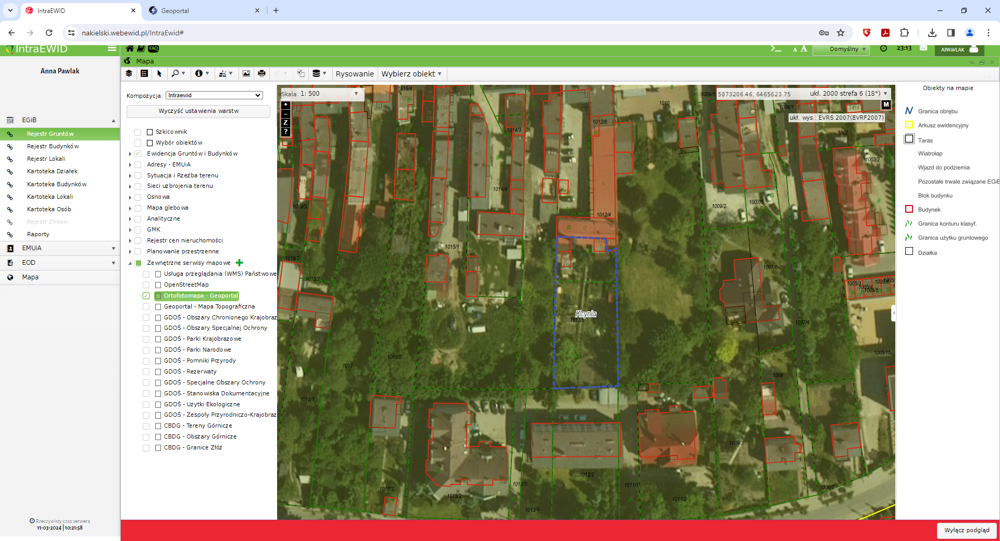 IntraEWID
Geoportal
nakielski.webewid.pl/IntraEwid#
IntraEWID
FAQ
A A
Domyślny
23:13
APAWLAK
Anna Pawlak
Mapa
Rysowanie
Wybierz obiekt
EGiB
Rejestr Gruntów
Rejestr Budynków
Rejestr Lokali
Kartoteka Działek
Kartoteka Budynków
Kartoteka Lokali
Kartoteka Osób
Rejestr Zmian
Raporty
EMUiA
EOD
Mapa
Rzeczywisty czas serwera
11-03-2024 | 10:21:58
Kompozycja: Intraewid
Wyczyść ustawienia warstw
Szkicownik
Wybór obiektów
Ewidencja Gruntów i Budynków
Adresy - EMUiA
Sytuacja i Rzeźba terenu
Sieci uzbrojenia terenu
Osnowa
Mapa glebowa
Analityczne
GMK
Rejestr cen nieruchomości
Planowanie przestrzenne
Zewnętrzne serwisy mapowe
Usługa przeglądania (WMS) Państwowe
OpenStreetMap
Ortofotomapa - Geoportal
Geoportal - Mapa Topograficzna
GDOŚ - Obszary Chronionego Krajobraz
GDOŚ - Obszary Specjalnej Ochrony
GDOŚ - Parki Krajobrazowe
GDOŚ - Parki Narodowe
GDOŚ - Pomniki Przyrody
GDOŚ - Rezerwaty
GDOŚ - Specjalne Obszary Ochrony
GDOŚ - Stanowiska Dokumentacyjne
GDOŚ - Użytki Ekologiczne
GDOŚ - Zespoły Przyrodniczo-Krajobraz
CBDG - Tereny Górnicze
CBDG - Obszary Górnicze
CBDG - Granice Złóż
Skala: 1: 500
+
−
Z
?
5873206.46, 6465623.75
ukł. 2000 strefa 6 (18°)
M
ukł. wys.: EVRS 2007(EVRF2007)
1016/4
1010
1009/1
1006/1
1012/6
1014/3
1002
1003/2
1014/4
1019/3
1009/2
1007/5
1012/4
Bi
1015/1
1019/2
1007/6
1018/2
1005/3
1005/4
1005/5
Kcynia
1012/5
1007/4
1005/15
1016/5
1017
1008
1018/1
m3
1009/3
1012/2
1013/3
1011/1
1016/2
1015/2
1011/2
1006/2
1013/4
Obiekty na mapie
Granica obrębu
Arkusz ewidencyjny
Taras
Wiatrołap
Wjazd do podziemia
Pozostałe trwale związane EGiB
Blok budynku
Budynek
Granica konturu klasyf.
Granica użytku gruntowego
Działka
Wyłącz podgląd